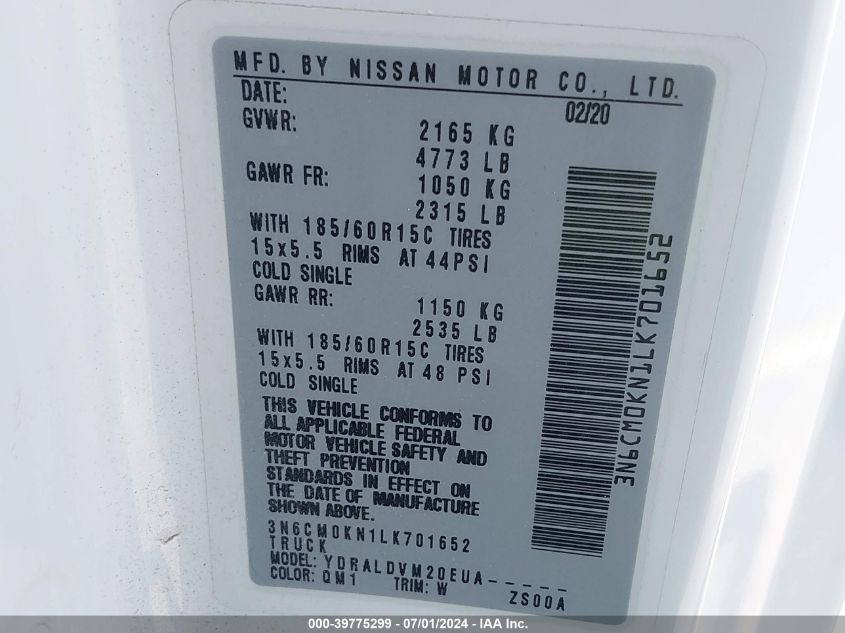 MFD. BY NISSAN MOTOR CO., LTD.
DATE: 02/20
GVWR: 2165 KG
4773 LB
GAWR FR: 1050 KG
2315 LB
WITH 185/60R15C TIRES
15x5.5 RIMS AT 44PSI
COLD SINGLE
GAWR RR: 1150 KG
2535 LB
WITH 185/60R15C TIRES
15x5.5 RIMS AT 48 PSI
COLD SINGLE
THIS VEHICLE CONFORMS TO
ALL APPLICABLE FEDERAL
MOTOR VEHICLE SAFETY AND
THEFT PREVENTION
STANDARDS IN EFFECT ON
THE DATE OF MANUFACTURE
SHOWN ABOVE.
3N6CM0KN1LK701652
TRUCK
MODEL: YDRALDVM20EUA-----
COLOR: QM1 TRIM: W ZS00A
3N6CM0KN1LK701652
000-39775299 - 07/01/2024 - IAA Inc.